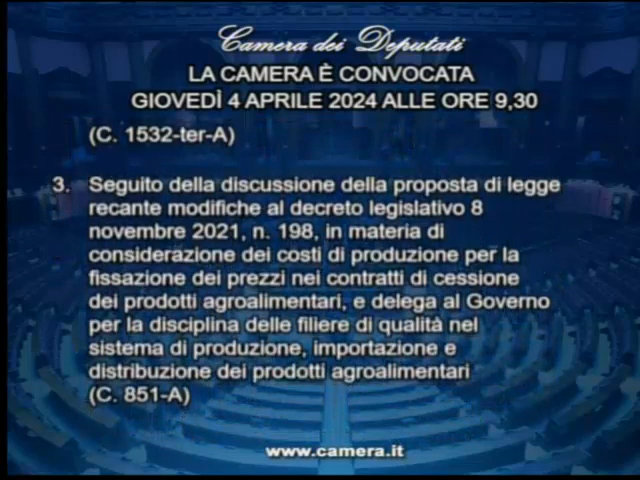 Camera dei Deputati
LA CAMERA È CONVOCATA
GIOVEDÌ 4 APRILE 2024 ALLE ORE 9,30
(C. 1532-ter-A)
3. Seguito della discussione della proposta di legge
recante modifiche al decreto legislativo 8
novembre 2021, n. 198, in materia di
considerazione dei costi di produzione per la
fissazione dei prezzi nei contratti di cessione
dei prodotti agroalimentari, e delega al Governo
per la disciplina delle filiere di qualità nel
sistema di produzione, importazione e
distribuzione dei prodotti agroalimentari
(C. 851-A)
www.camera.it